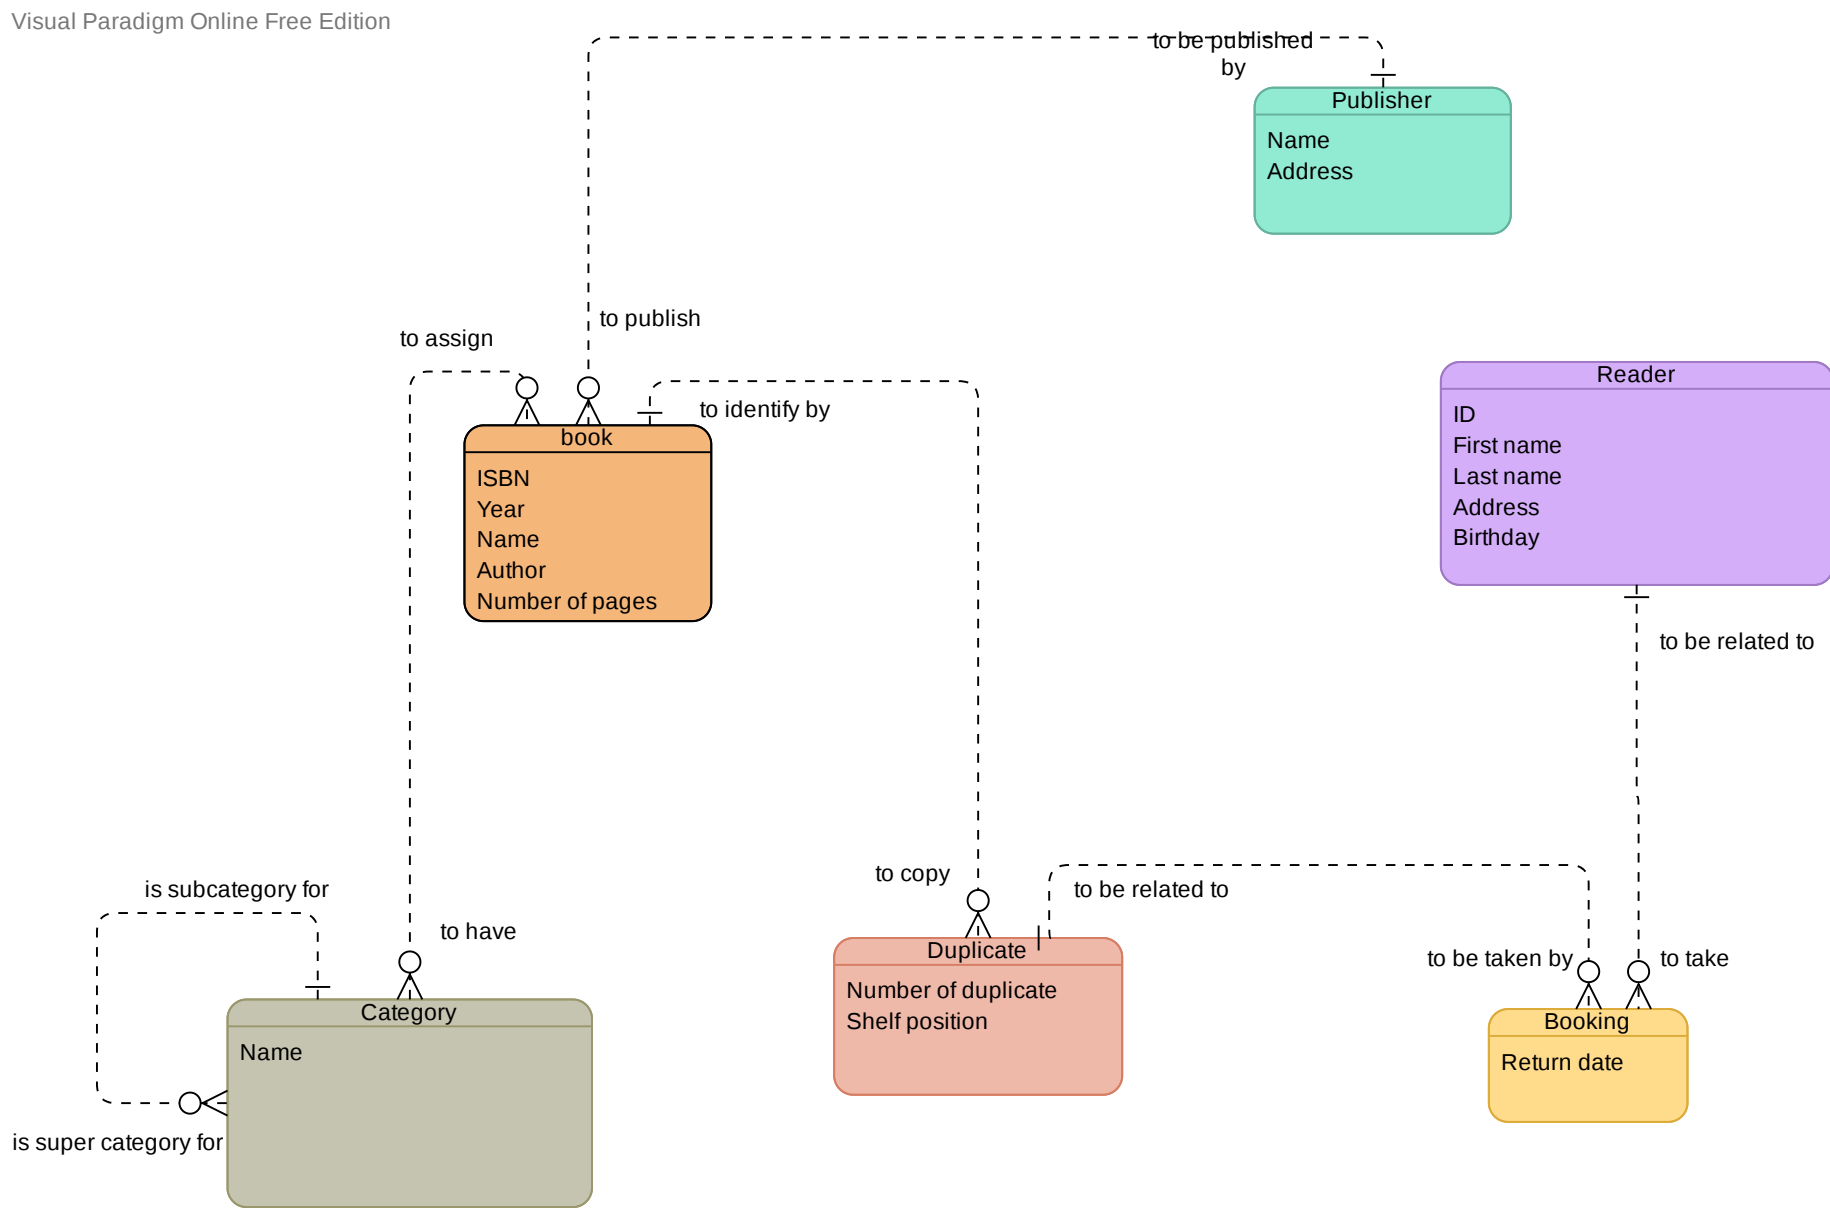 Visual Paradigm Online Free Edition
to be published
by
Publisher
Name
Address
to publish
to assign
to identify by
book
ISBN
Year
Name
Author
Number of pages
Reader
ID
First name
Last name
Address
Birthday
to be related to
to copy
to be related to
is subcategory for
to have
to be taken by
to take
Duplicate
Number of duplicate
Shelf position
Category
Name
Booking
Return date
is super category for